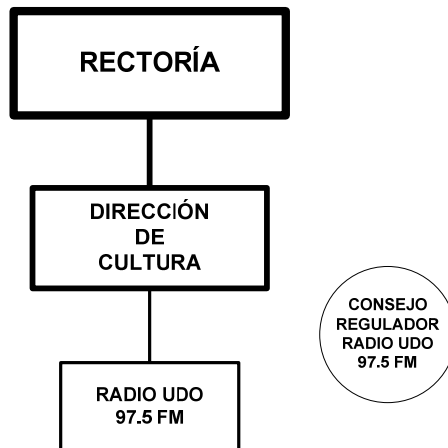 RECTORÍA
DIRECCIÓN
DE
CULTURA
CONSEJO
REGULADOR
RADIO UDO
97.5 FM
RADIO UDO
97.5 FM